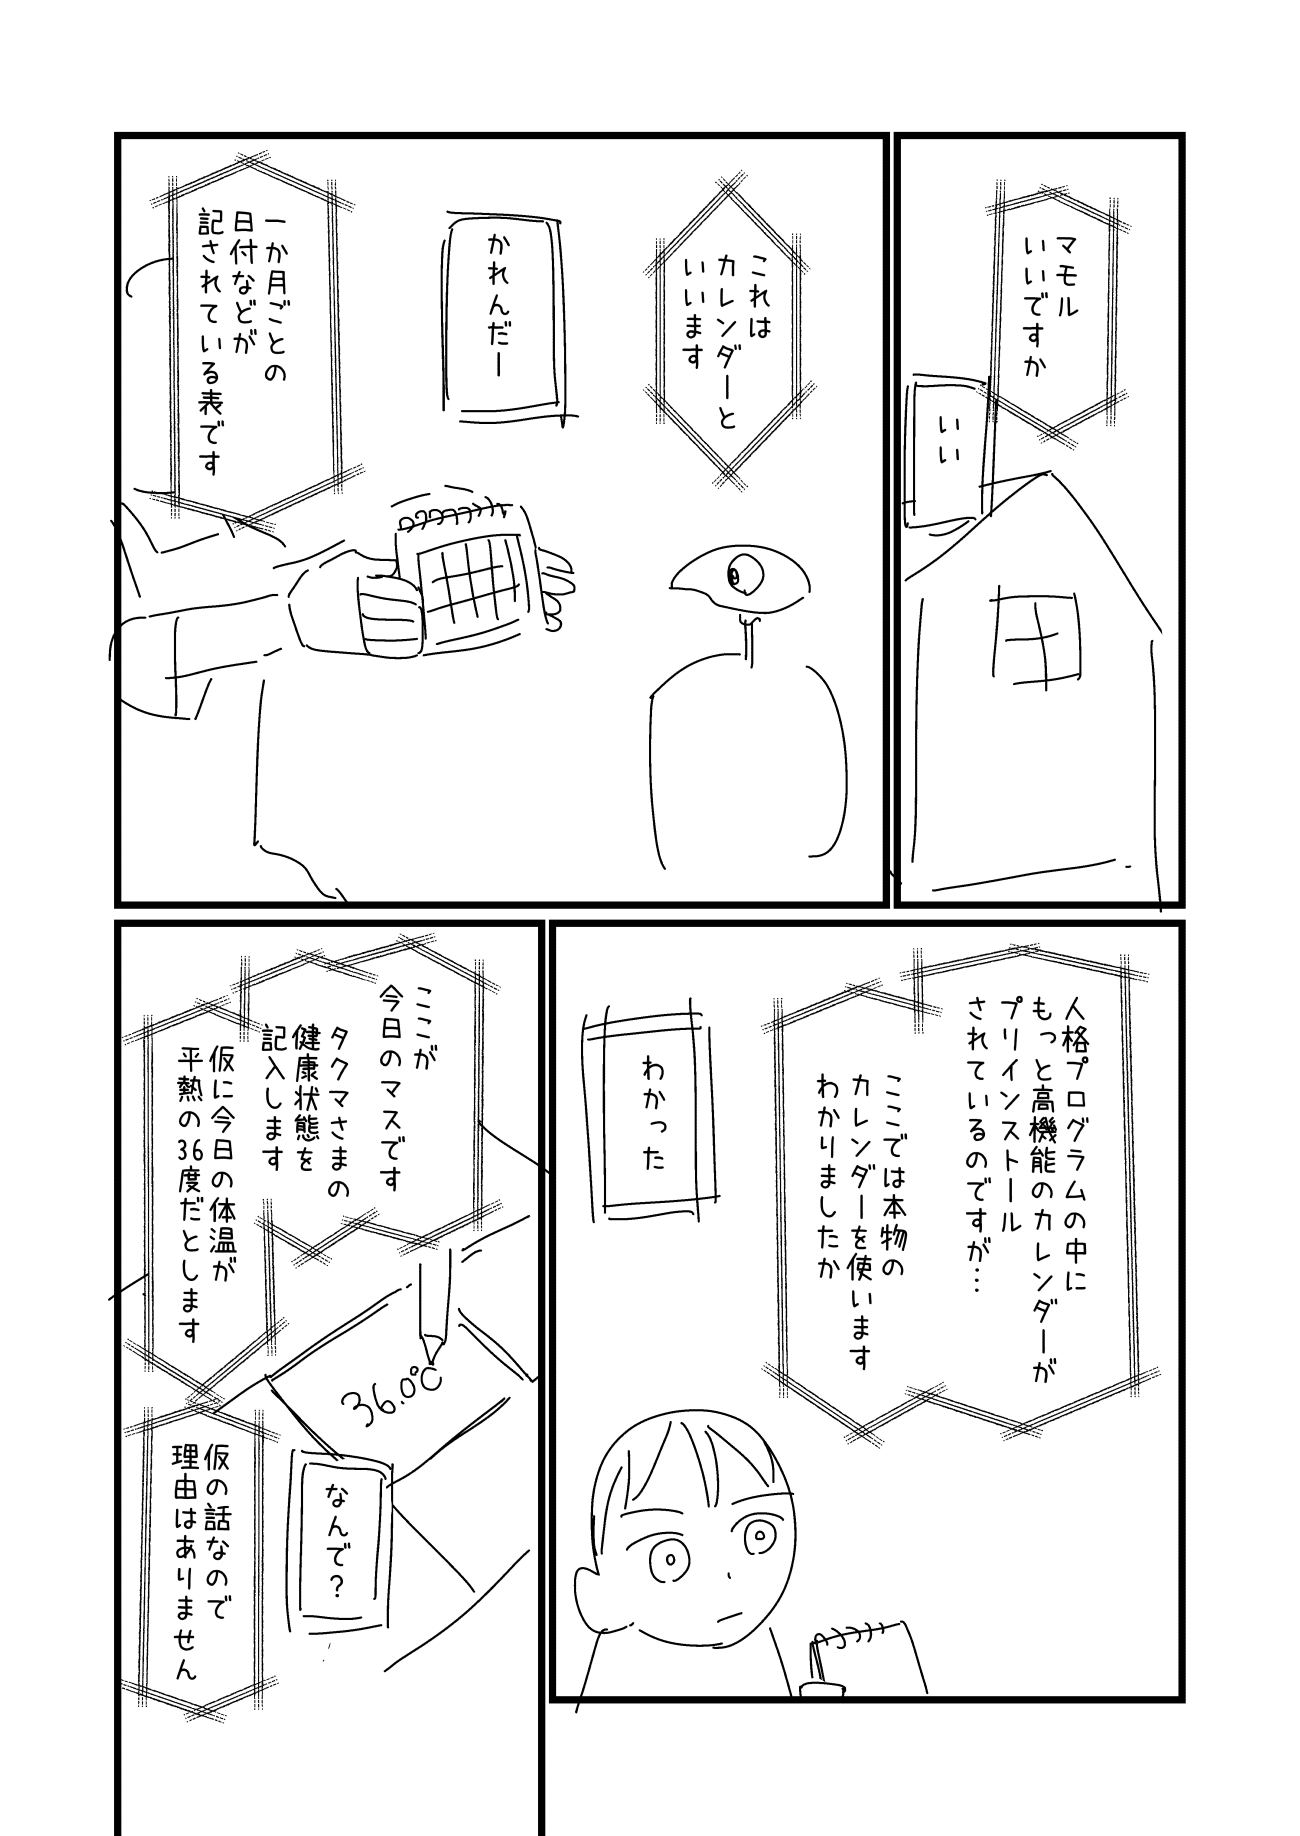 マモル
いいですか
いい
これは
カレンダーと
いいます
かれんだー
一か月ごとの
日付などが
記されている表です
人格プログラムの中に
もっと高機能のカレンダーが
プリインストール
されているのですが…
ここでは本物の
カレンダーを使います
わかりましたか
わかった
ここが
今日のマスです
タクマさまの
健康状態を
記入します
仮に今日の体温が
平熱の36度だとします
36.0℃
なんで?
仮の話なので
理由はありません